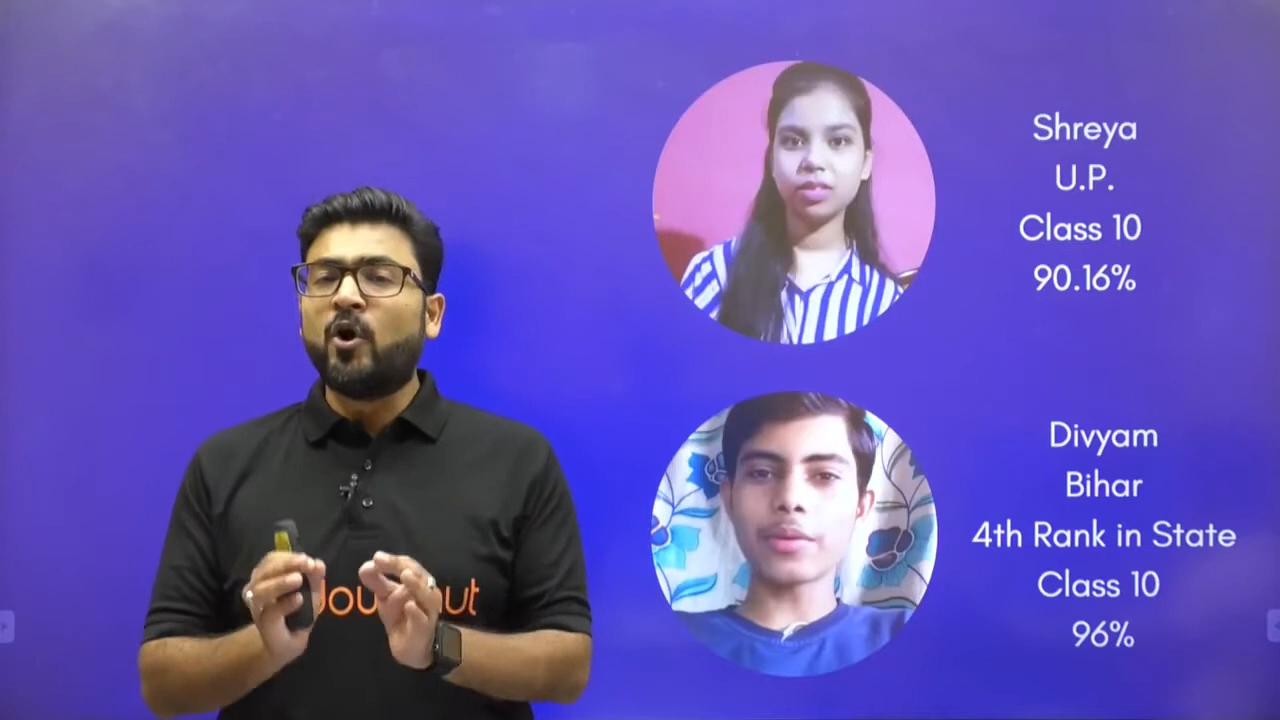 Shreya
U.P.
Class 10
90.16%
Divyam
Bihar
4th Rank in State
Class 10
96%